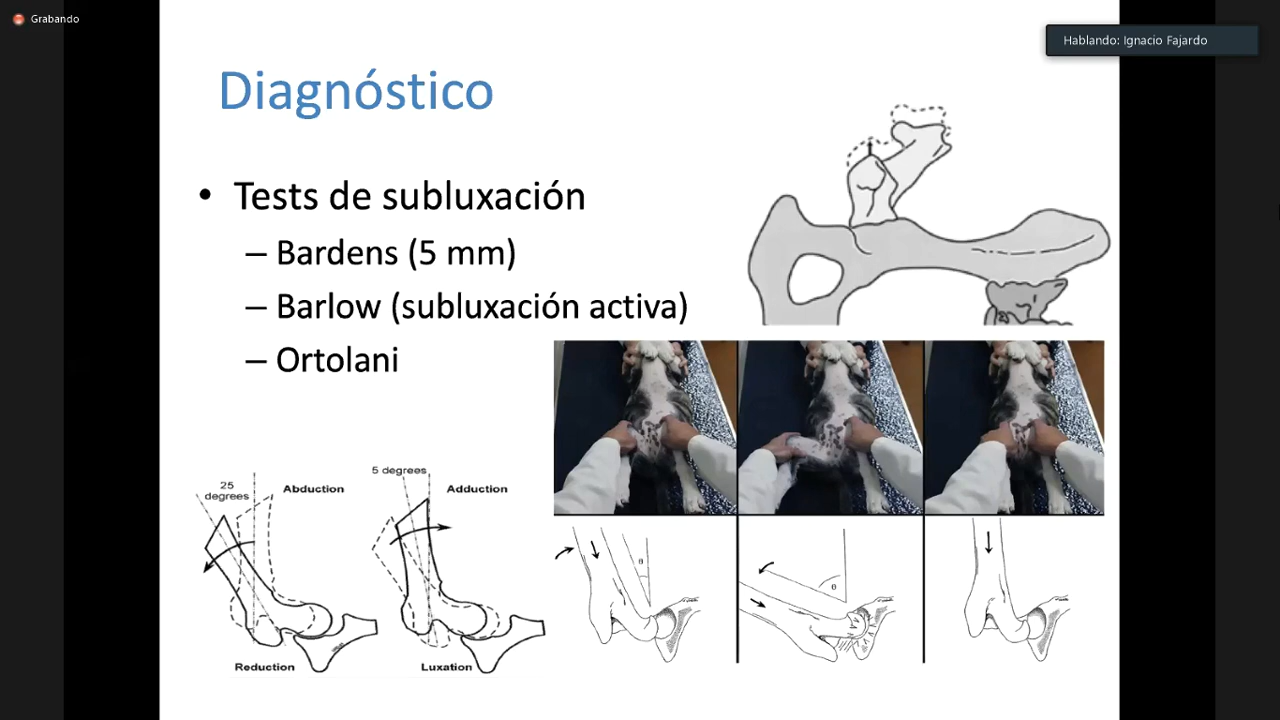 Grabando
Hablando: Ignacio Fajardo
Diagnóstico
• Tests de subluxación
– Bardens (5 mm)
– Barlow (subluxación activa)
– Ortolani
25
degrees
Abduction
5 degrees
Adduction
Reduction
Luxation
θ
θ